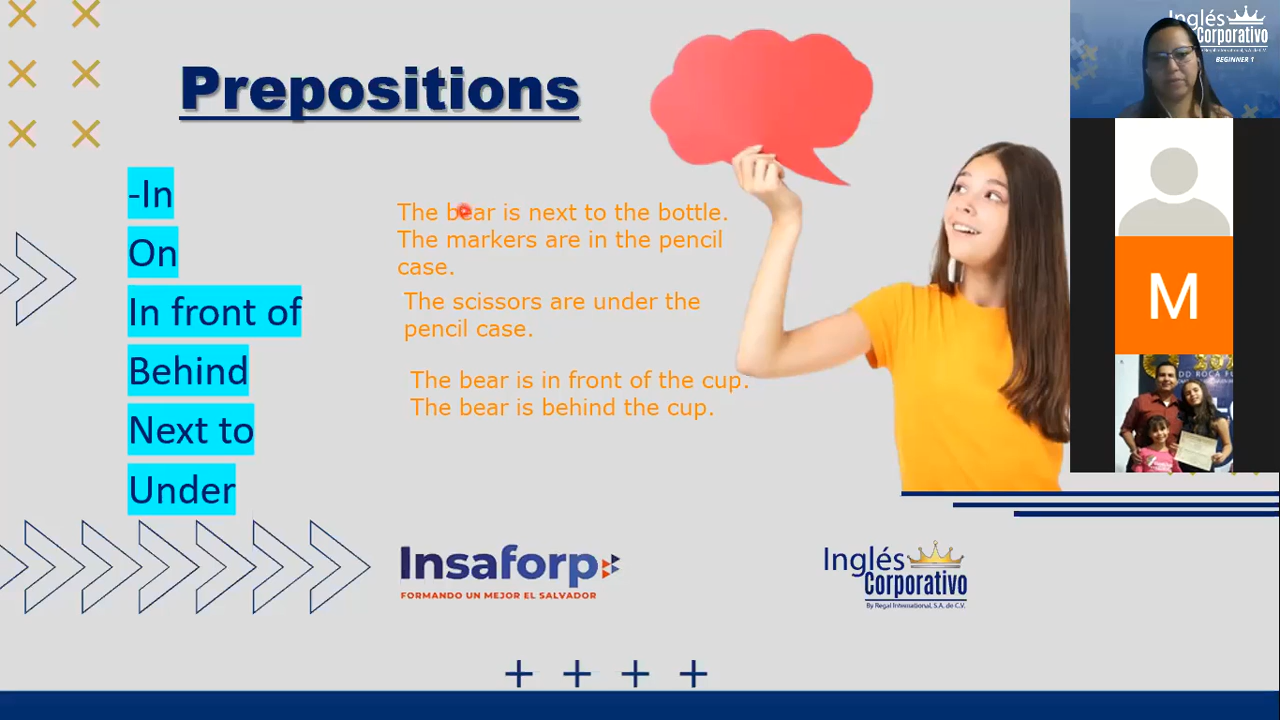 Prepositions
-In
On
In front of
Behind
Next to
Under
The bear is next to the bottle.
The markers are in the pencil
case.
The scissors are under the
pencil case.
The bear is in front of the cup.
The bear is behind the cup.
Insaforp
FORMANDO UN MEJOR EL SALVADOR
Inglés
Corporativo
By Regal International, S.A. de C.V.
Inglés
Corporativo
BEGINNER 1
M